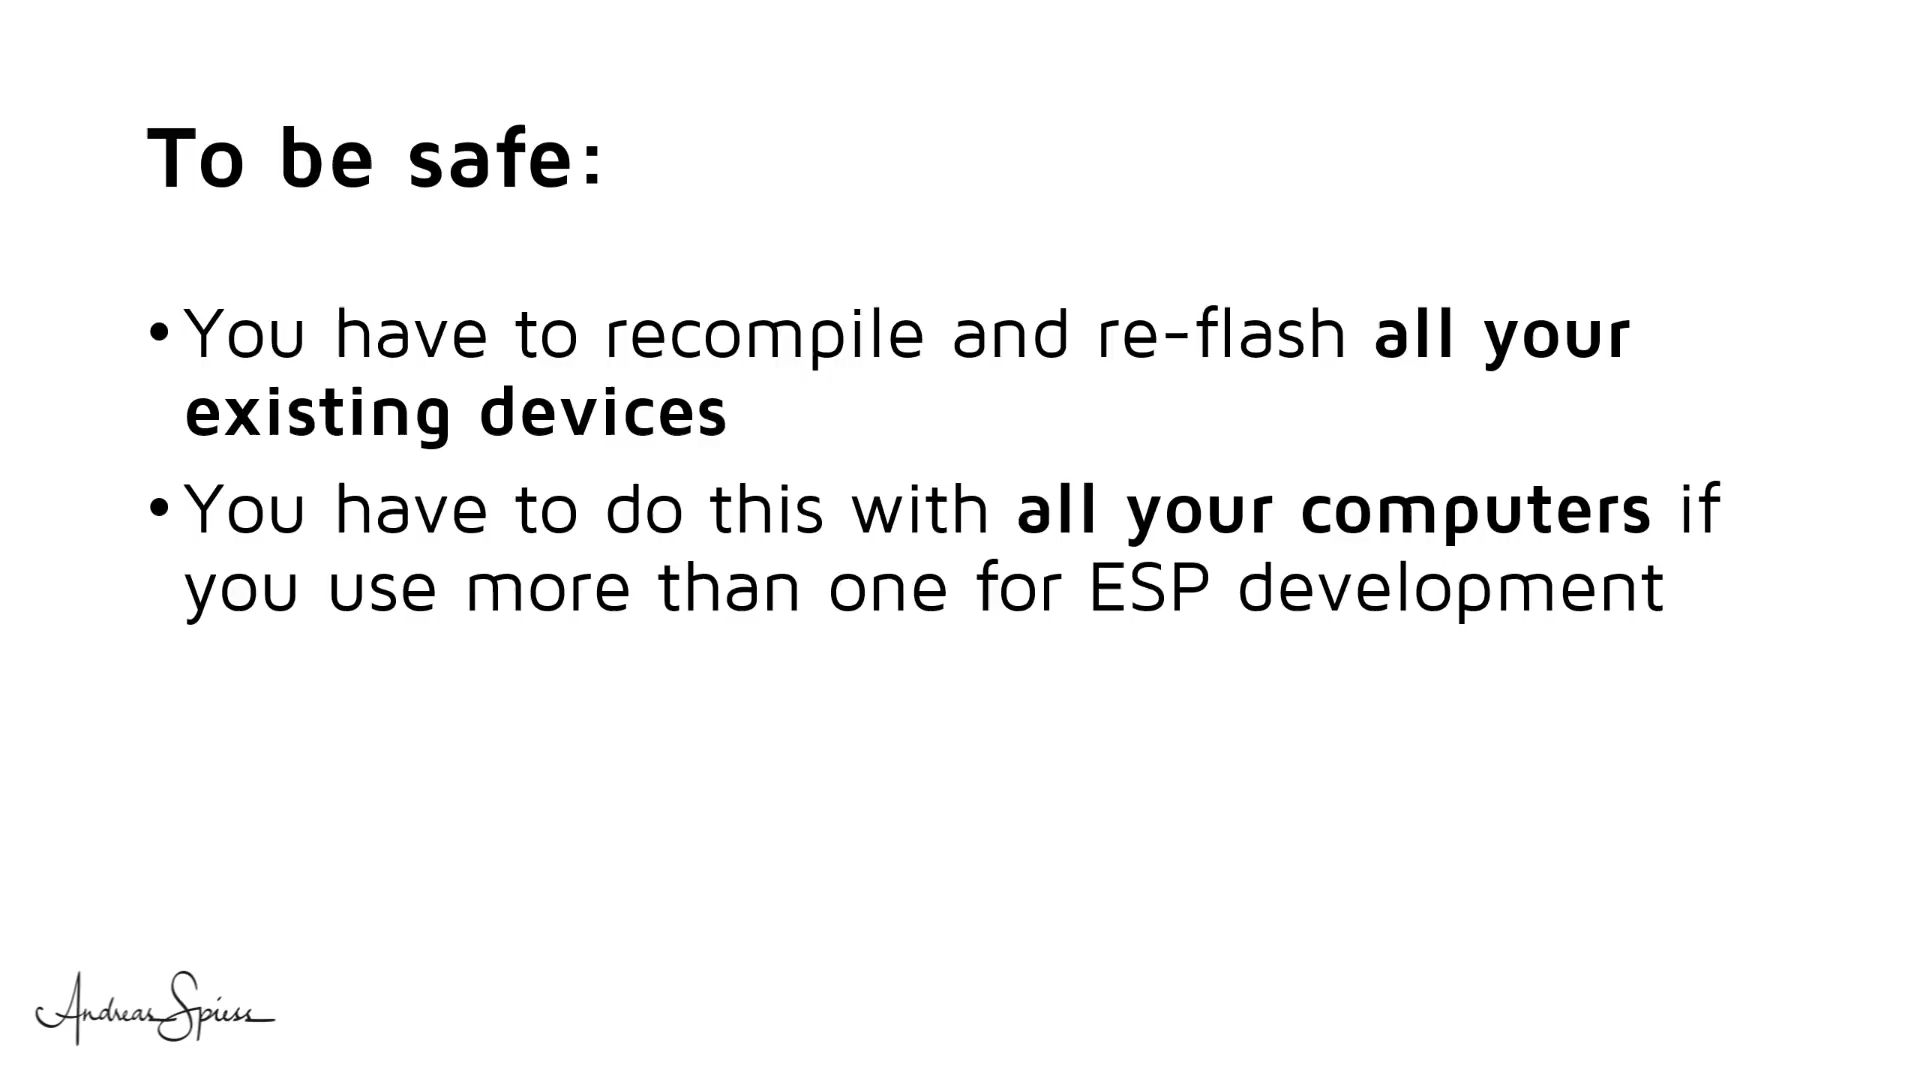 To be safe:
• You have to recompile and re-flash all your
existing devices
• You have to do this with all your computers if
you use more than one for ESP development
Andreas Spiess